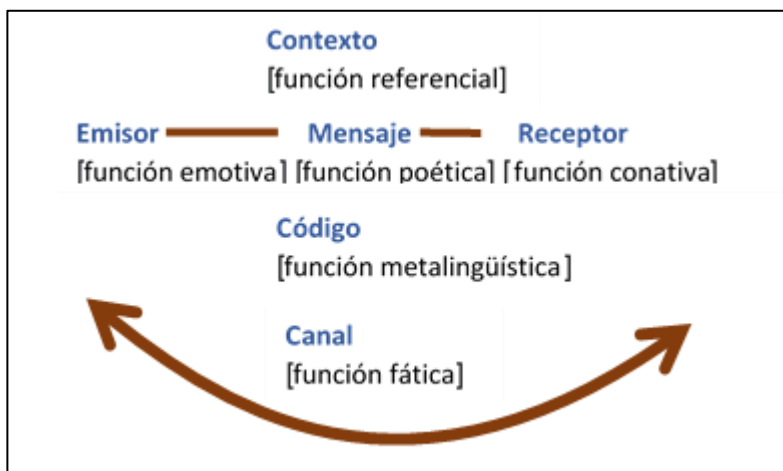 Contexto
[función referencial]
Emisor Mensaje Receptor
[función emotiva] [función poética] [función conativa]
Código
[función metalingüística]
Canal
[función fática]